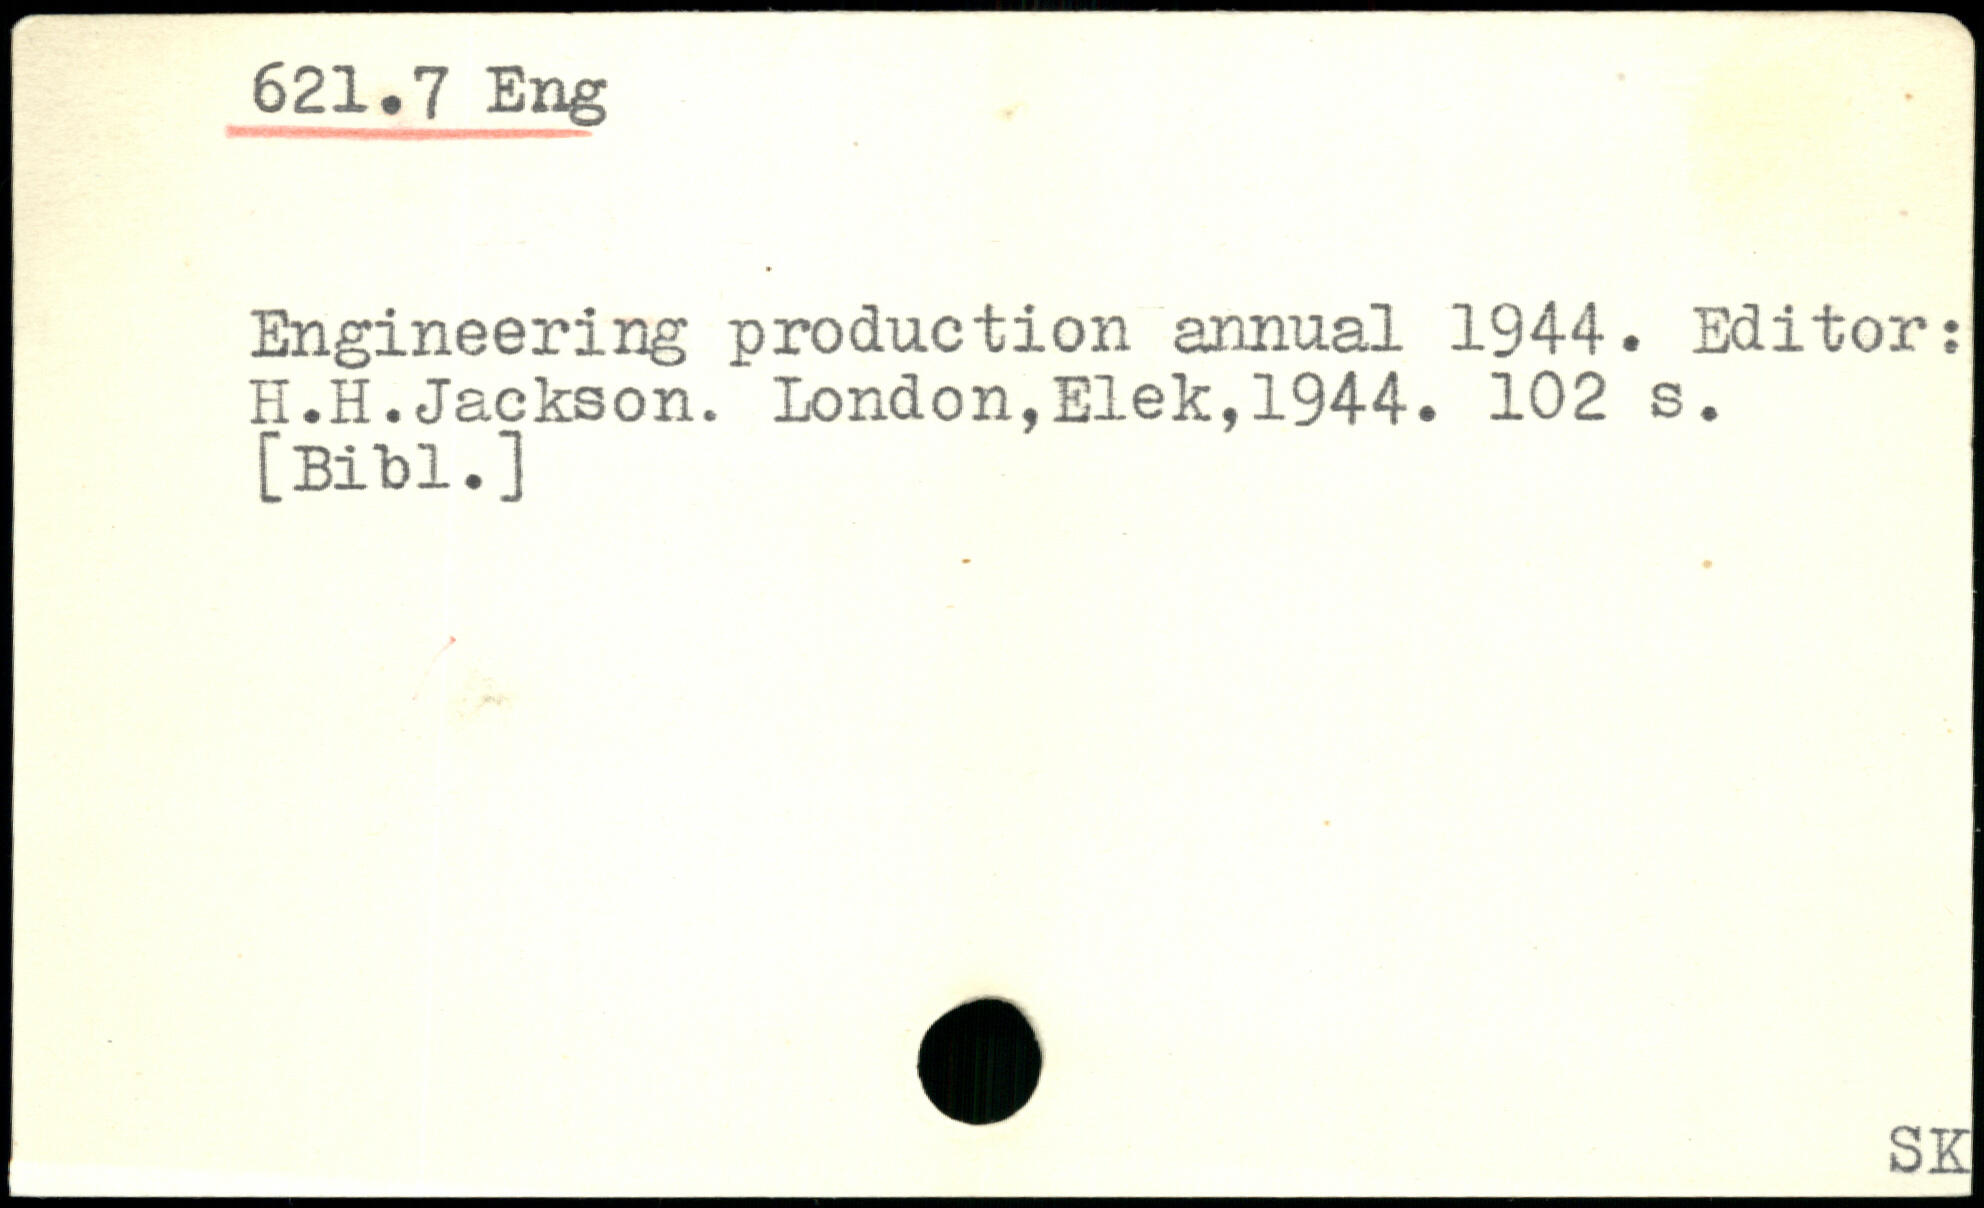 621.7 Eng
Engineering production annual 1944. Editor:
H.H.Jackson. London,Elek,1944. 102 s.
[Bibl.]
SK